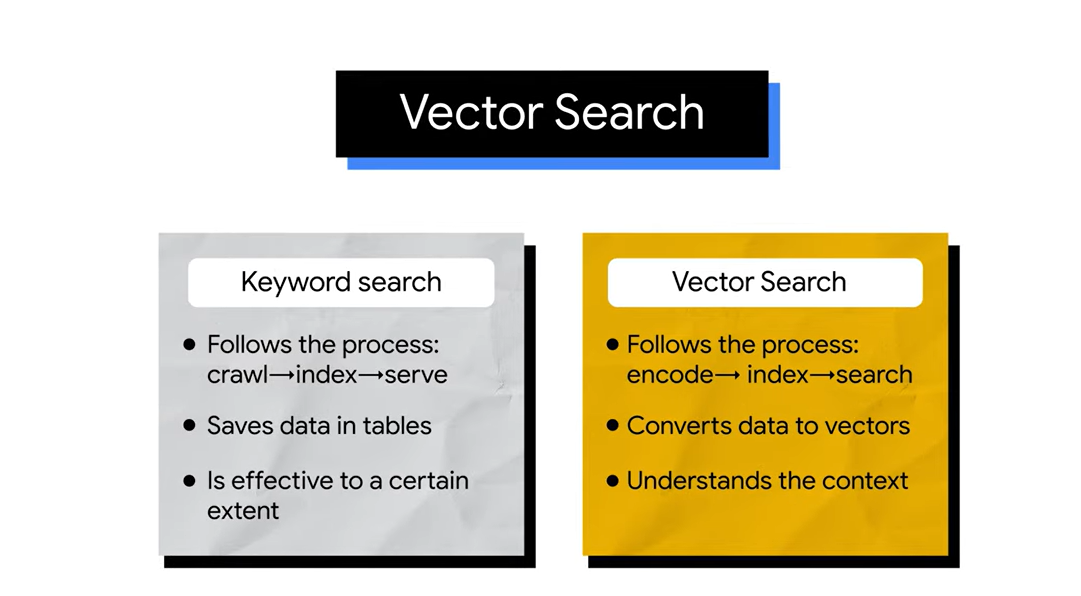 Vector Search
Keyword search
● Follows the process:
crawl→index→serve
● Saves data in tables
● Is effective to a certain
extent
Vector Search
● Follows the process:
encode→ index→search
● Converts data to vectors
● Understands the context